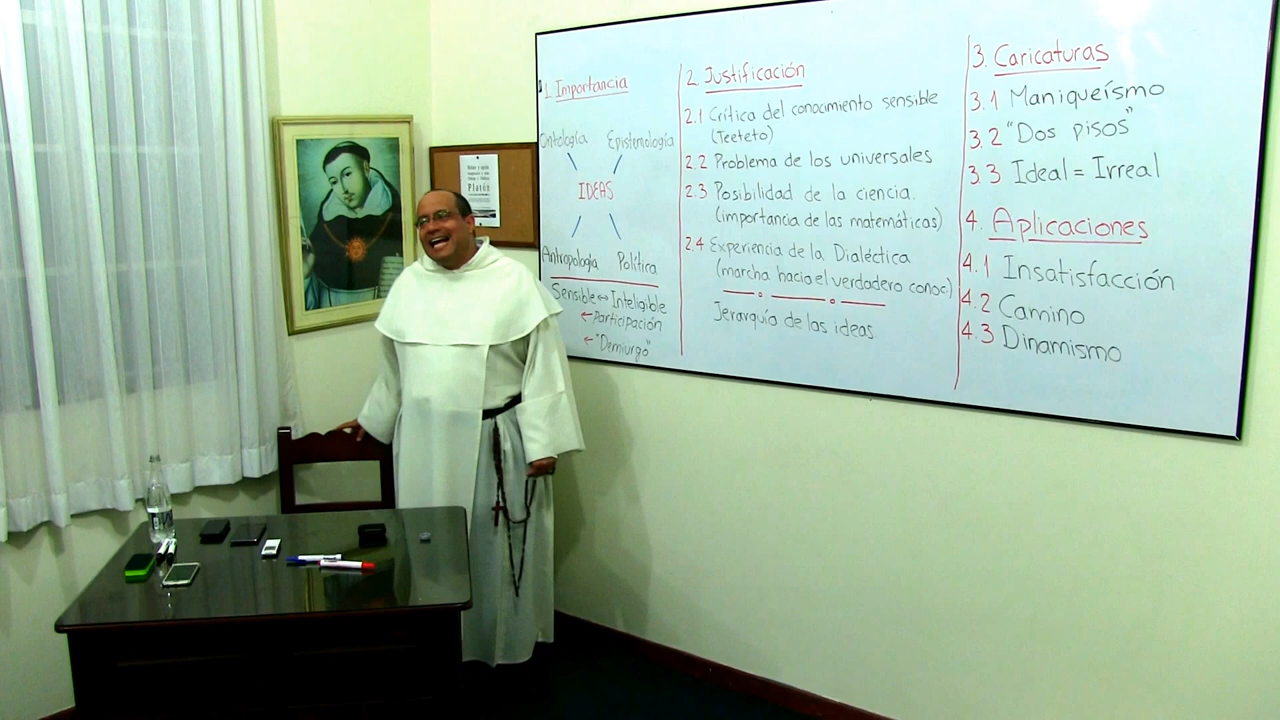 1. Importancia
Ontología Epistemología
IDEAS
Antropología Política
Sensible ↔ Inteligible
← Participación
← "Demiurgo"
2. Justificación
2.1 Crítica del conocimiento sensible
(Teeteto)
2.2 Problema de los universales
2.3 Posibilidad de la ciencia
(importancia de las matemáticas)
2.4 Experiencia de la Dialéctica
(marcha hacia el verdadero conoc)
Jerarquía de las ideas
3. Caricaturas
3.1 Maniqueísmo
3.2 "Dos pisos"
3.3 Ideal = Irreal
4. Aplicaciones
4.1 Insatisfacción
4.2 Camino
4.3 Dinamismo
Platón